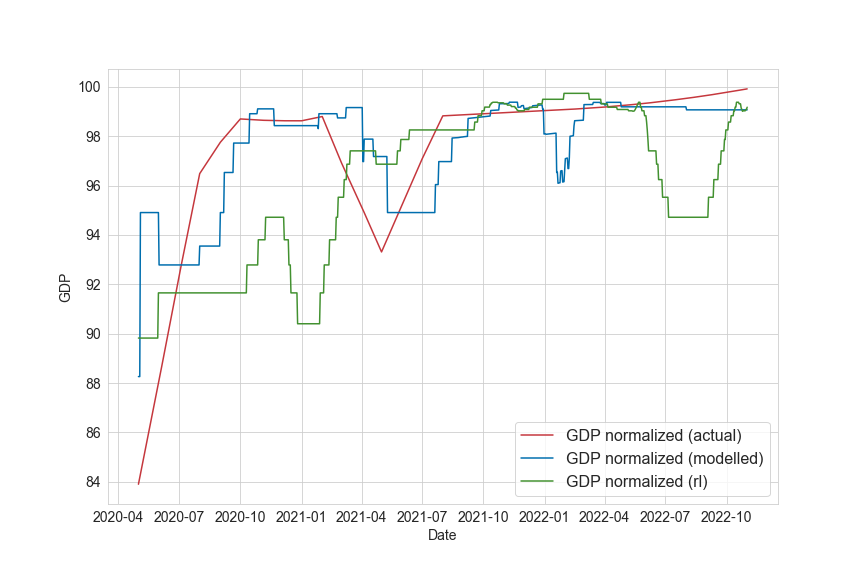 100
98
96
94
92
90
88
86
84
GDP
GDP normalized (actual)
GDP normalized (modelled)
GDP normalized (rl)
2020-04 2020-07 2020-10 2021-01 2021-04 2021-07 2021-10 2022-01 2022-04 2022-07 2022-10
Date